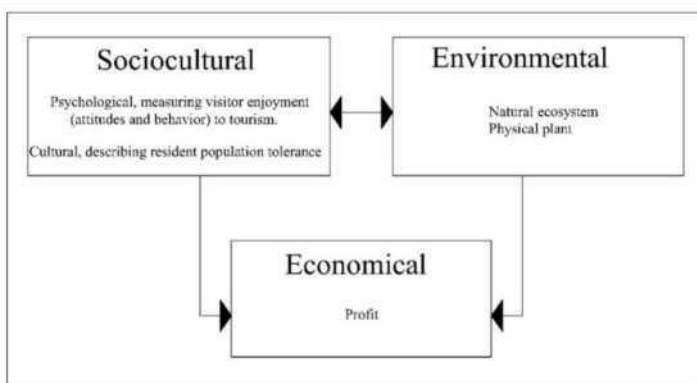 Sociocultural
Psychological, measuring visitor enjoyment
(attitudes and behavior) to tourism.
Cultural, describing resident population tolerance
Environmental
Natural ecosystem
Physical plant
Economical
Profit